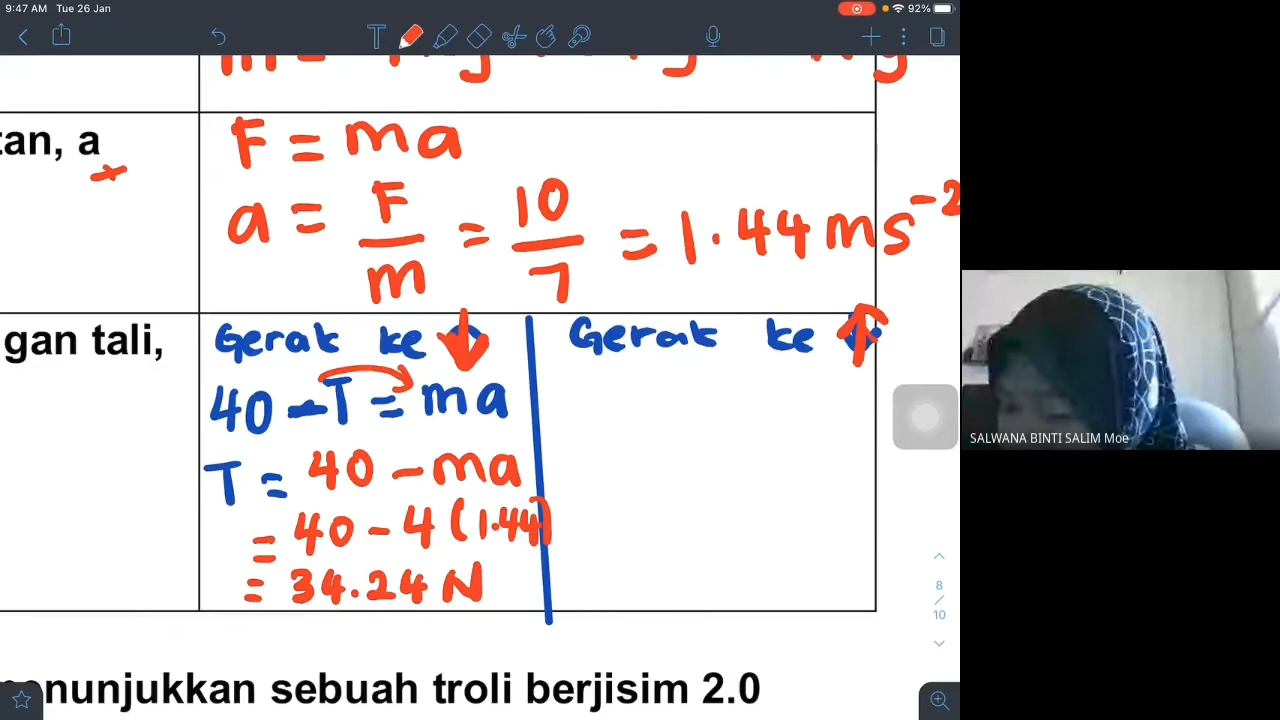 9:47 AM Tue 26 Jan
92%
tan, a
F = ma
a = F/m = 10/7 = 1.44 ms⁻²
gan tali,
Gerak ke ↓
Gerak ke ↑
40 - T = ma
T = 40 - ma
= 40 - 4 (1.44)
= 34.24 N
8
/
10
SALWANA BINTI SALIM Moe
nunjukkan sebuah troli berjisim 2.0